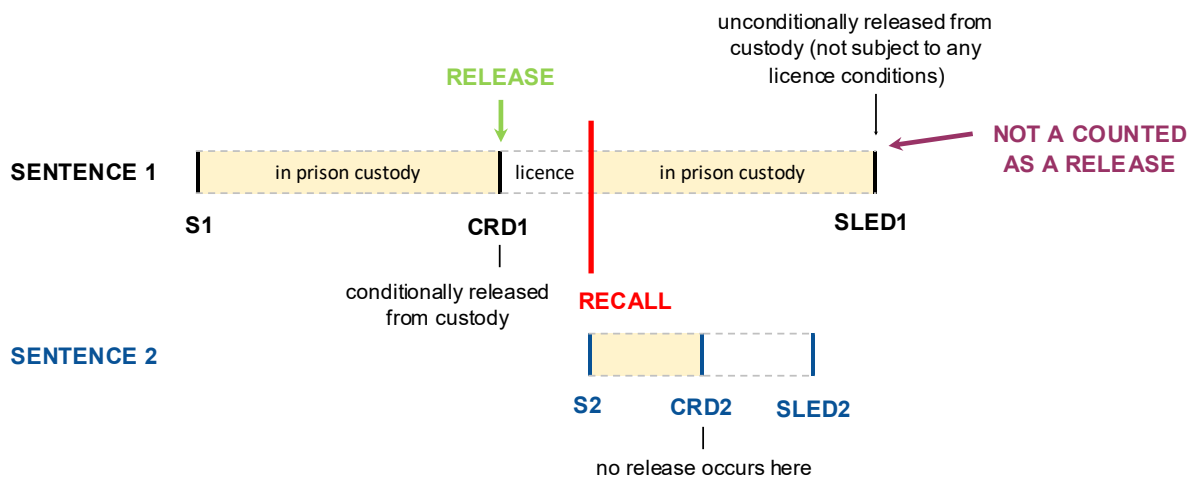 unconditionally released from
custody (not subject to any
licence conditions)
RELEASE
NOT A COUNTED
AS A RELEASE
SENTENCE 1
in prison custody
licence
in prison custody
S1
CRD1
SLED1
conditionally released
from custody
RECALL
SENTENCE 2
S2
CRD2
SLED2
no release occurs here